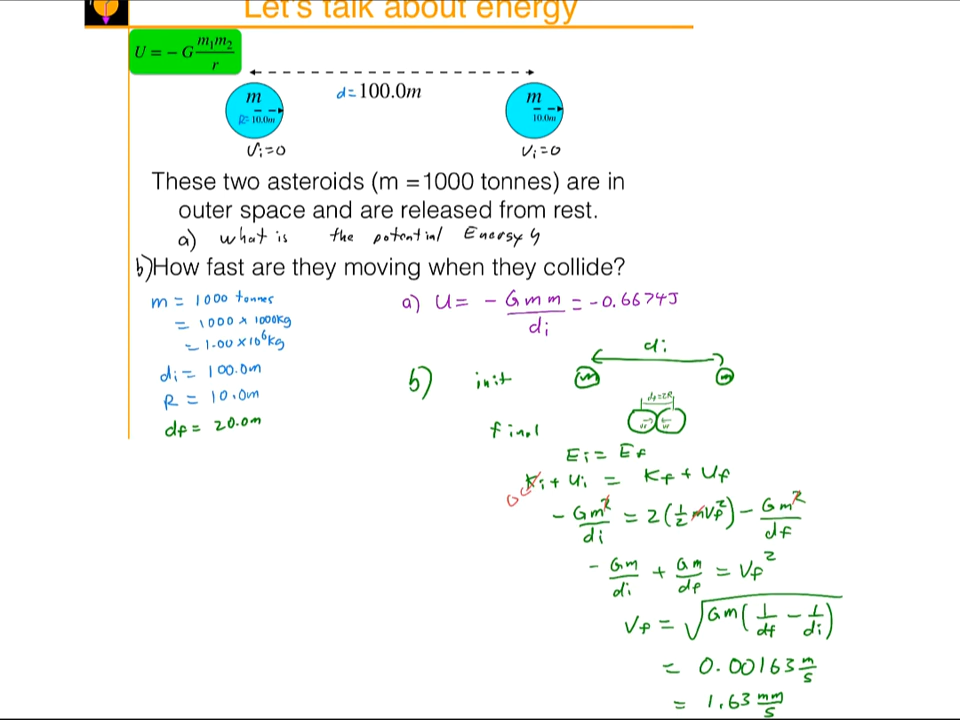 Let's talk about energy
U = − G m₁m₂ / r
d = 100.0m
m
R = 10.0m
m
10.0m
Vi = 0
Vi = 0
These two asteroids (m = 1000 tonnes) are in
outer space and are released from rest.
a) what is the potential Energy
b) How fast are they moving when they collide?
m = 1000 tonnes
= 1000 × 1000kg
= 1.00 × 10⁶kg
di = 100.0m
R = 10.0m
df = 20.0m
a) U = − Gmm / di = −0.6674J
b) init
di
m
m
final
df=2R
Ei = Ef
0 Ki + Ui = Kf + Uf
− Gm² / di = 2(½ mVf²) − Gm² / df
− Gm / di + Gm / df = Vf²
Vf = √(Gm(1/df − 1/di))
= 0.00163 m/s
= 1.63 mm/s